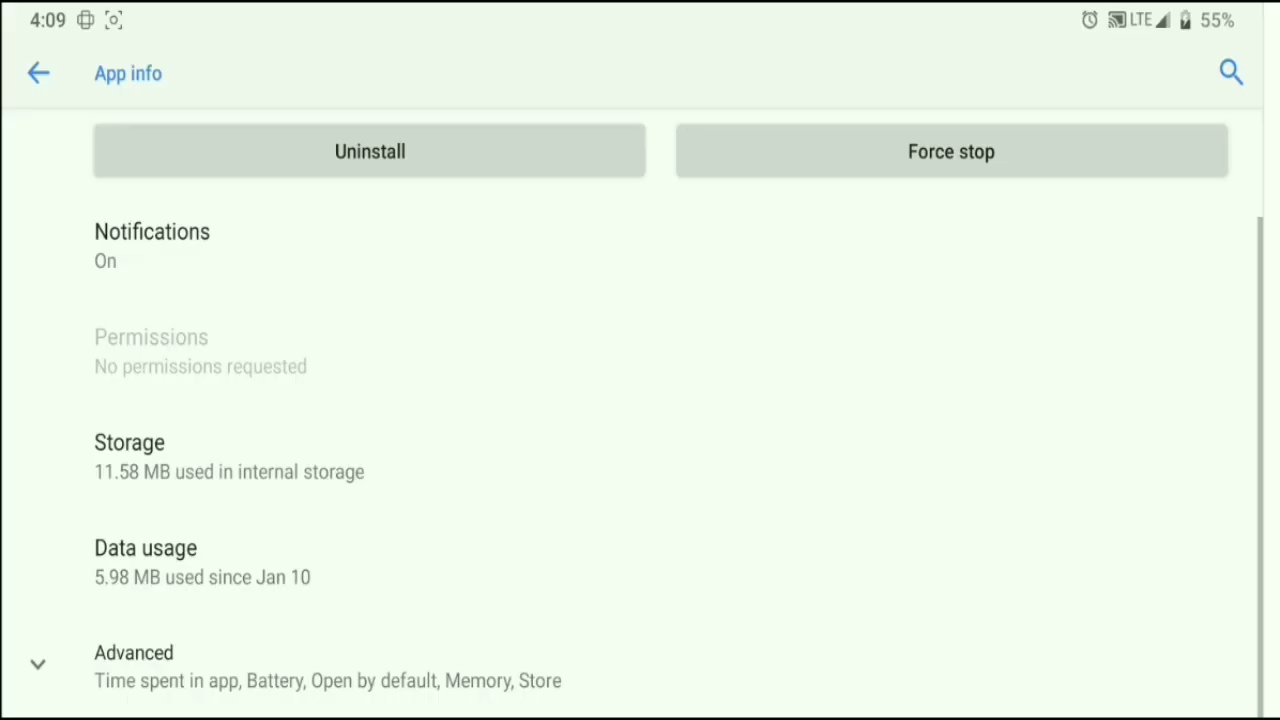 4:09 LTE 55%
App info
Uninstall Force stop
Notifications
On
Permissions
No permissions requested
Storage
11.58 MB used in internal storage
Data usage
5.98 MB used since Jan 10
Advanced
Time spent in app, Battery, Open by default, Memory, Store